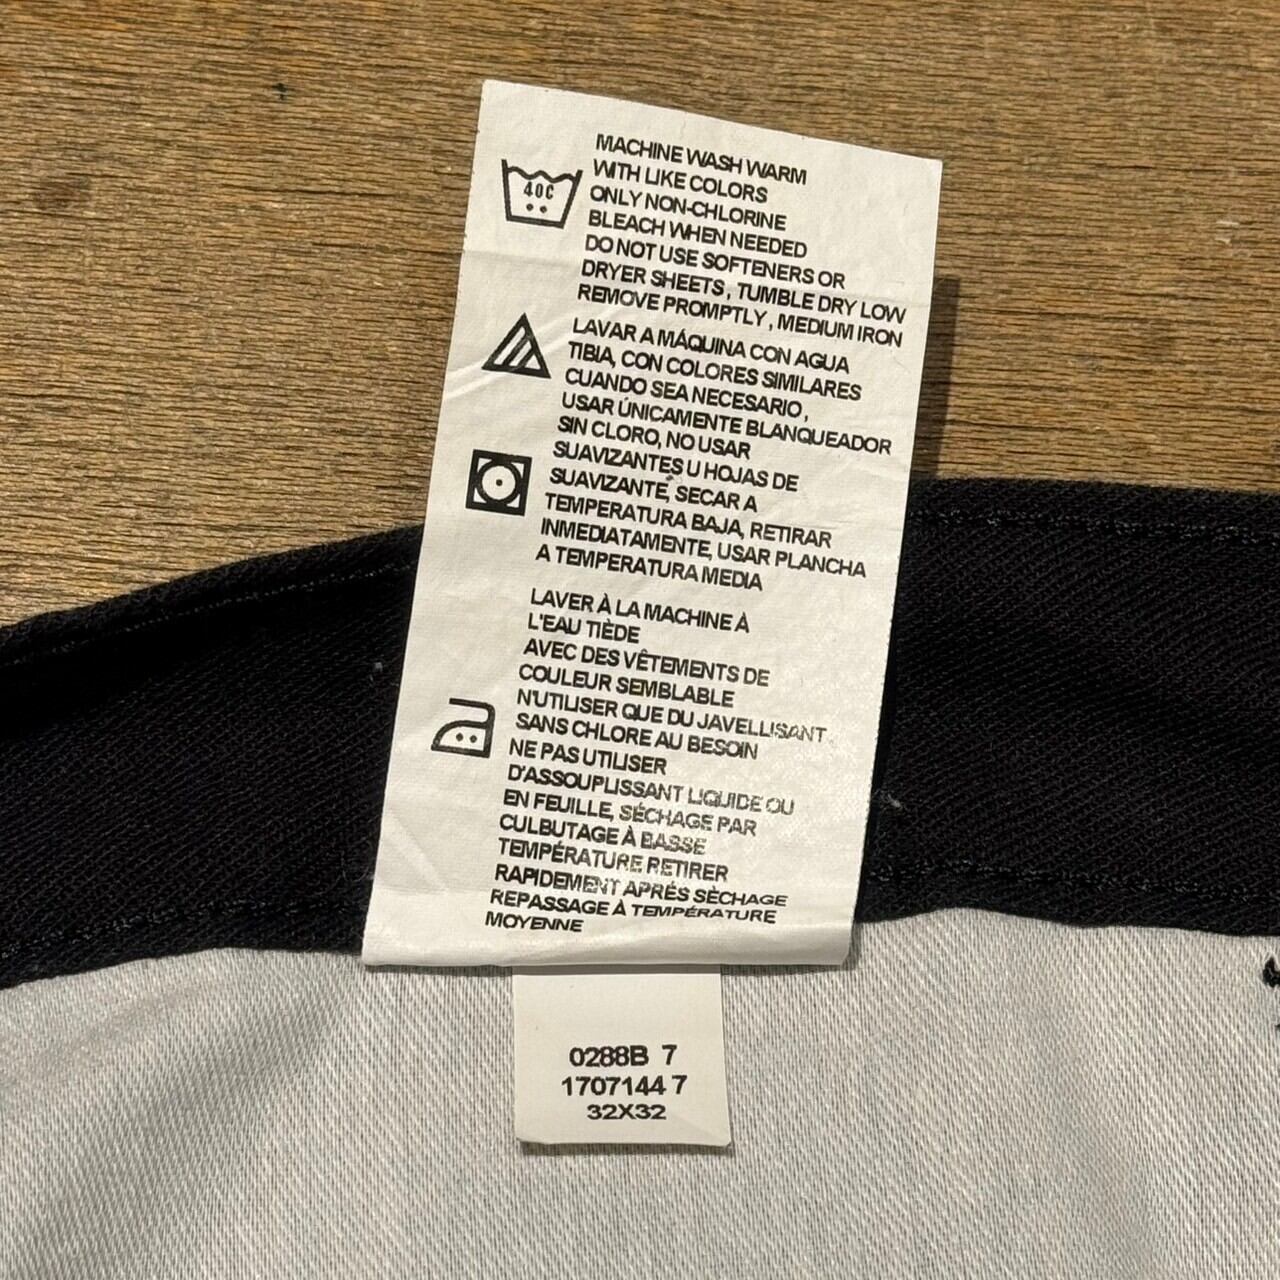 40C
MACHINE WASH WARM
WITH LIKE COLORS
ONLY NON-CHLORINE
BLEACH WHEN NEEDED
DO NOT USE SOFTENERS OR
DRYER SHEETS, TUMBLE DRY LOW
REMOVE PROMPTLY, MEDIUM IRON
LAVAR A MÁQUINA CON AGUA
TIBIA, CON COLORES SIMILARES
CUANDO SEA NECESARIO,
USAR ÚNICAMENTE BLANQUEADOR
SIN CLORO, NO USAR
SUAVIZANTES U HOJAS DE
SUAVIZANTE, SECAR A
TEMPERATURA BAJA, RETIRAR
INMEDIATAMENTE, USAR PLANCHA
A TEMPERATURA MEDIA
LAVER À LA MACHINE À
L'EAU TIÈDE
AVEC DES VÊTEMENTS DE
COULEUR SEMBLABLE
N'UTILISER QUE DU JAVELLISANT
SANS CHLORE AU BESOIN
NE PAS UTILISER
D'ASSOUPLISSANT LIQUIDE OU
EN FEUILLE, SÉCHAGE PAR
CULBUTAGE À BASSE
TEMPÉRATURE RETIRER
RAPIDEMENT APRÉS SÈCHAGE
REPASSAGE À TEMPÉRATURE
MOYENNE
0288B 7
1707144 7
32X32